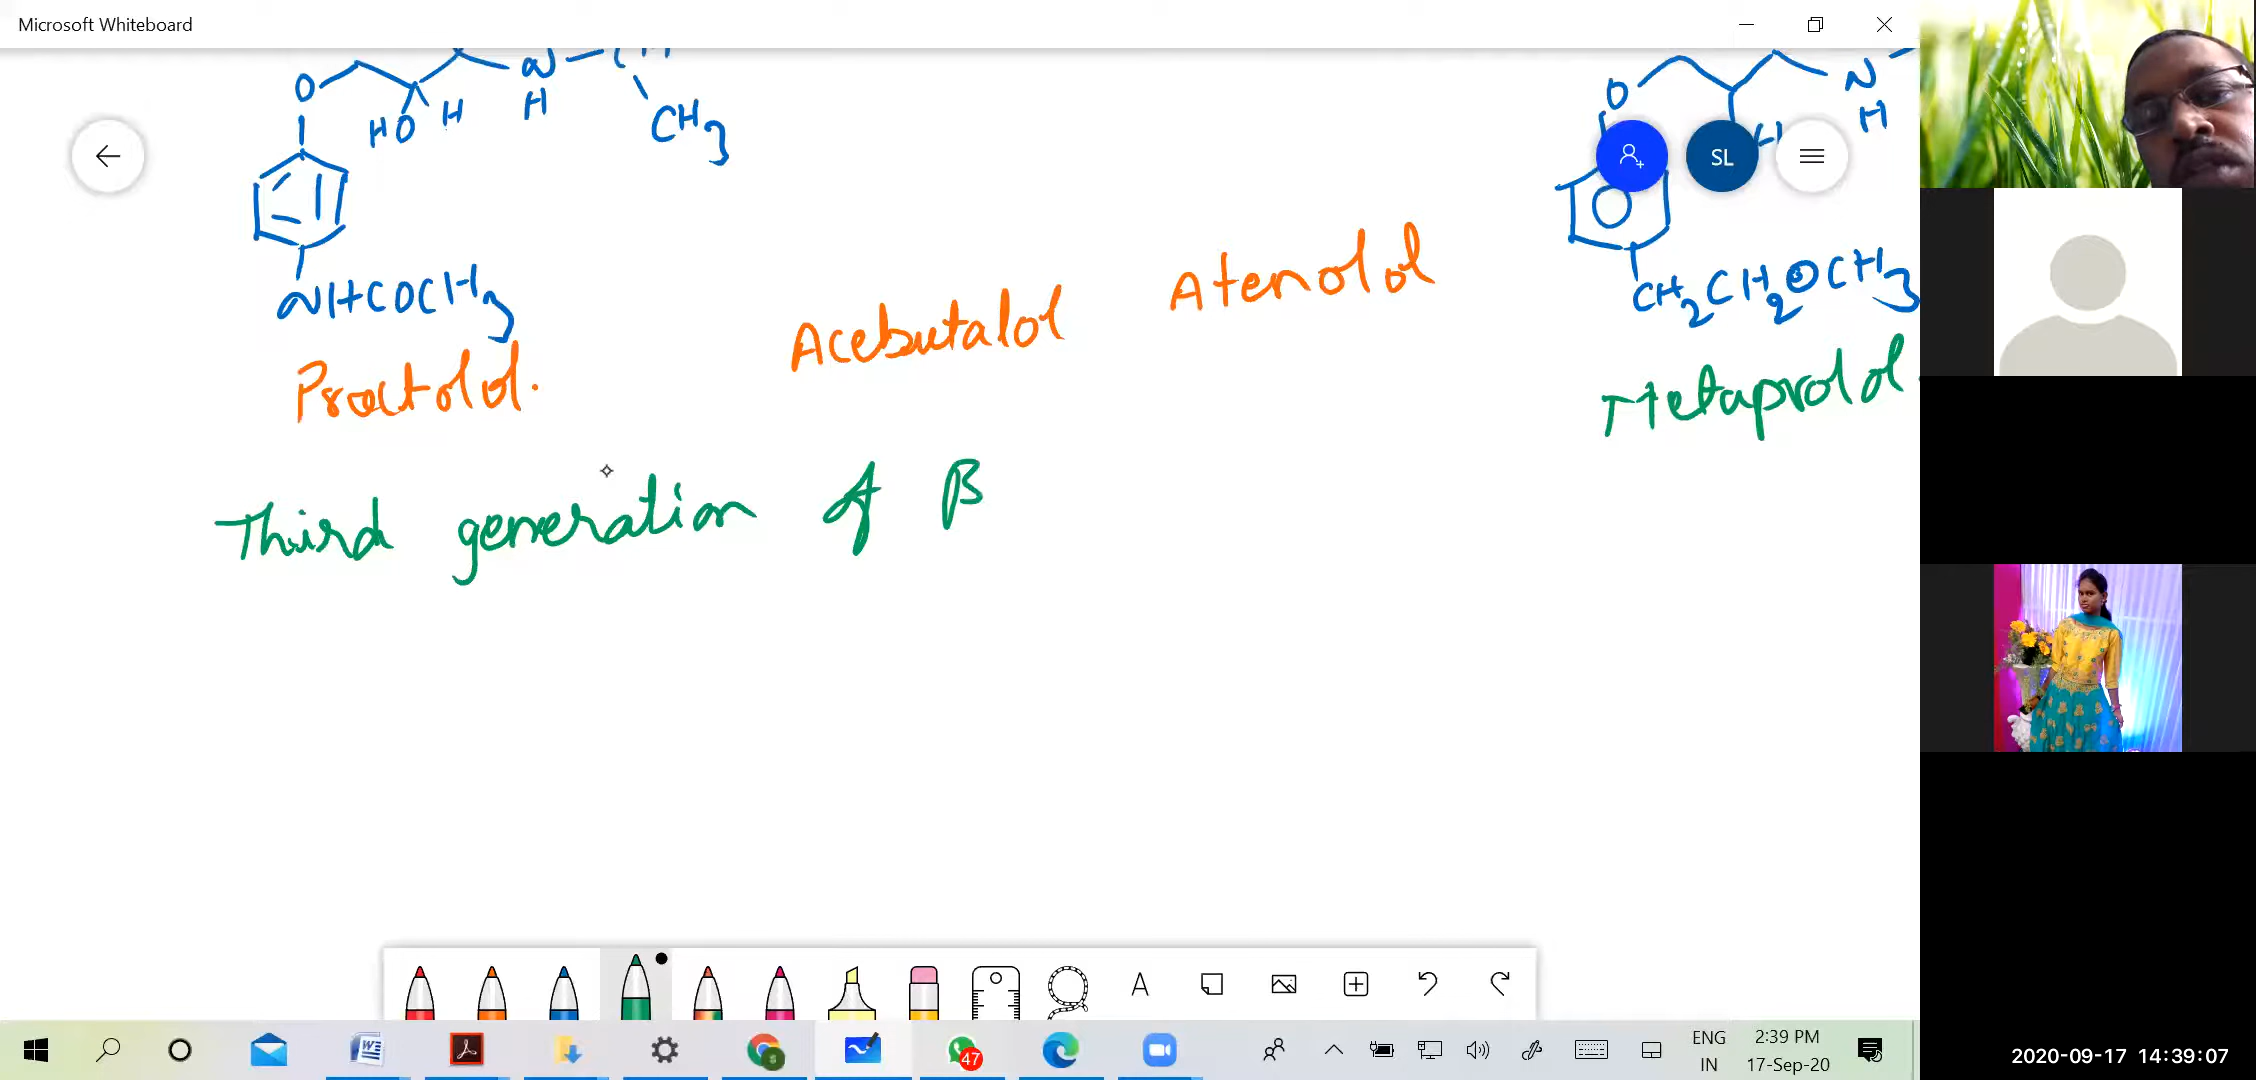 Microsoft Whiteboard
O
HO H
N
H
CH3
NHCOCH3
Practolol.
Acebutalol
Atenolol
O
N
H
SL
CH2CH2OCH3
Metaprolol.
Third generation of β
A
47
ENG
IN
2:39 PM
17-Sep-20
2020-09-17 14:39:07